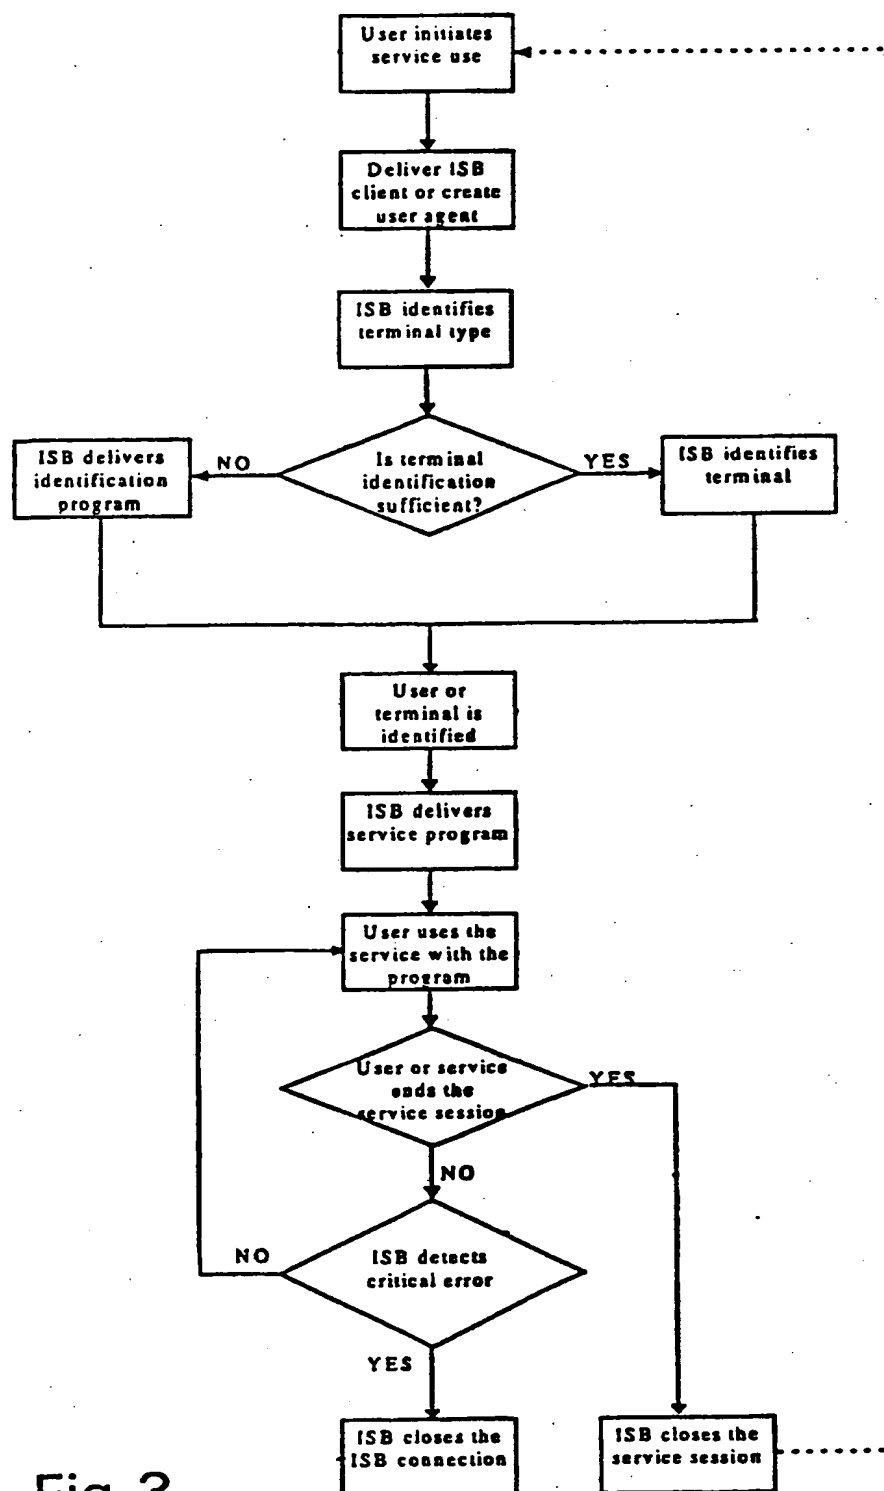 User initiates
service use
Deliver ISB
client or create
user agent
ISB identifies
terminal type
ISB delivers
identification
program
NO
Is terminal
identification
sufficient?
YES
ISB identifies
terminal
User or
terminal is
identified
ISB delivers
service program
User uses the
service with the
program
User or service
ends the
service session
YES
NO
NO
ISB detects
critical error
YES
ISB closes the
ISB connection
ISB closes the
service session
Fig 3